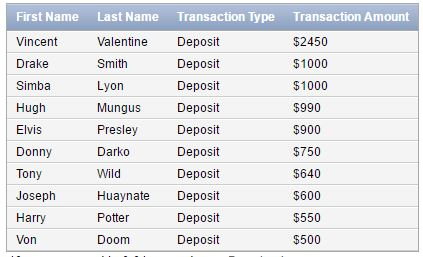 First Name Last Name Transaction Type Transaction Amount
Vincent Valentine Deposit $2450
Drake Smith Deposit $1000
Simba Lyon Deposit $1000
Hugh Mungus Deposit $990
Elvis Presley Deposit $900
Donny Darko Deposit $750
Tony Wild Deposit $640
Joseph Huaynate Deposit $600
Harry Potter Deposit $550
Von Doom Deposit $500